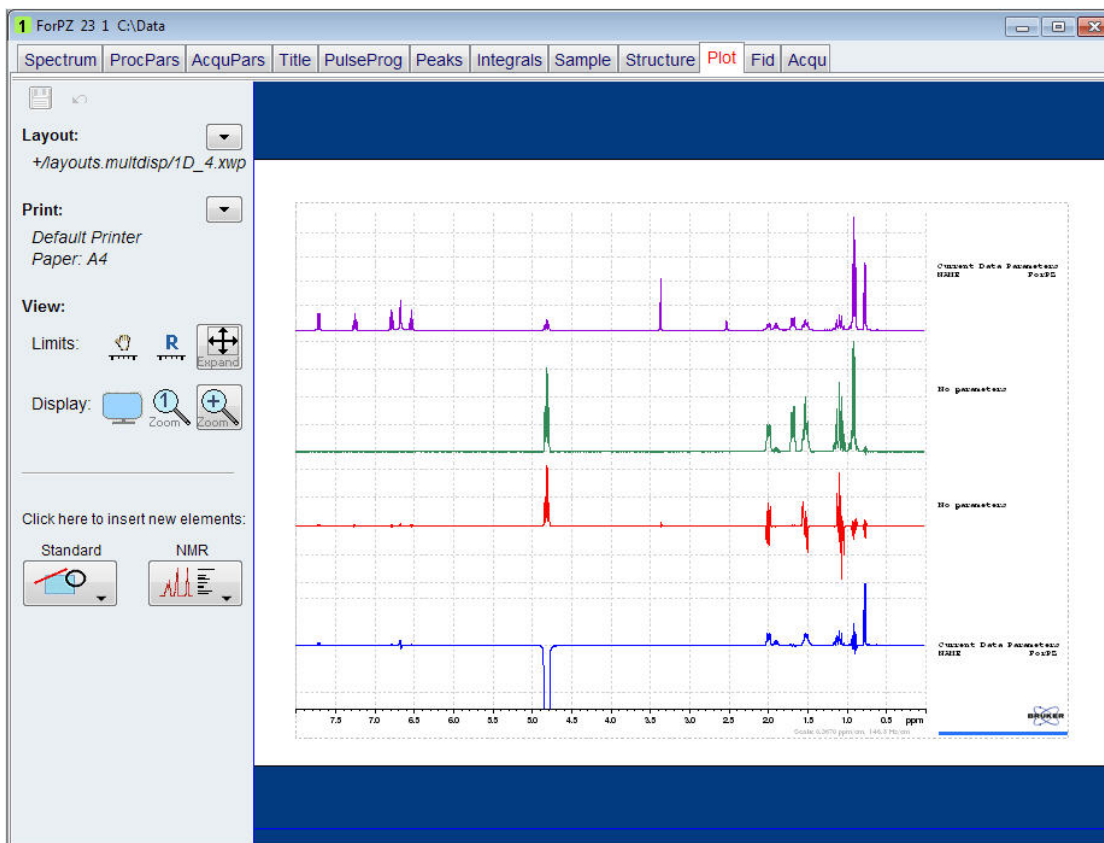 1 ForPZ 23 1 C:\Data
Spectrum ProcPars AcquPars Title PulseProg Peaks Integrals Sample Structure Plot Fid Acqu
Layout:
+/layouts.multdisp/1D_4.xwp
Print:
Default Printer
Paper: A4
View:
Limits:
R
Expand
Display:
1
Zoom
Zoom
Click here to insert new elements:
Standard NMR
Current Data Parameters
NAME ForPZ
No parameters
No parameters
Current Data Parameters
NAME ForPZ
7.5 7.0 6.5 6.0 5.5 5.0 4.5 4.0 3.5 3.0 2.5 2.0 1.5 1.0 0.5 ppm
BRUKER